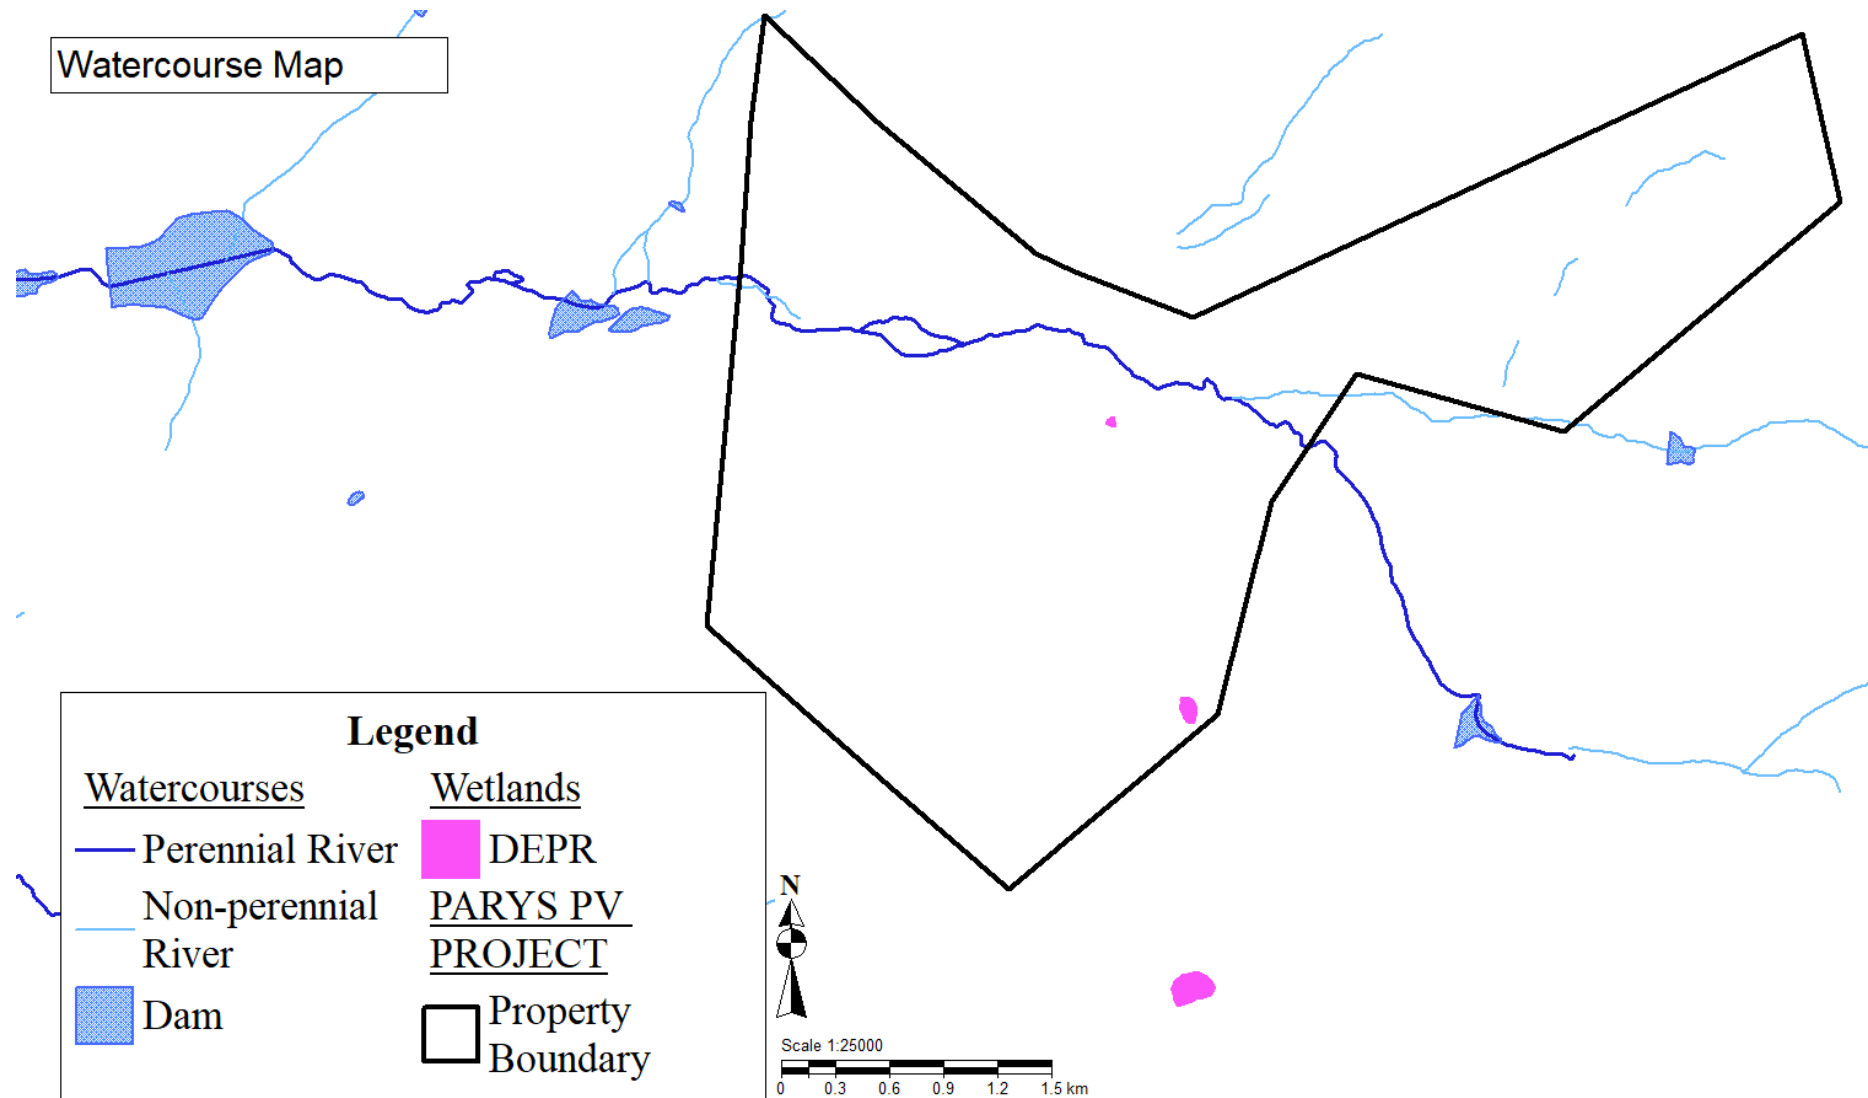 Watercourse Map
Legend
Watercourses
Perennial River
Non-perennial
River
Dam
Wetlands
DEPR
PARYS PV
PROJECT
Property
Boundary
N
Scale 1:25000
0 0.3 0.6 0.9 1.2 1.5 km